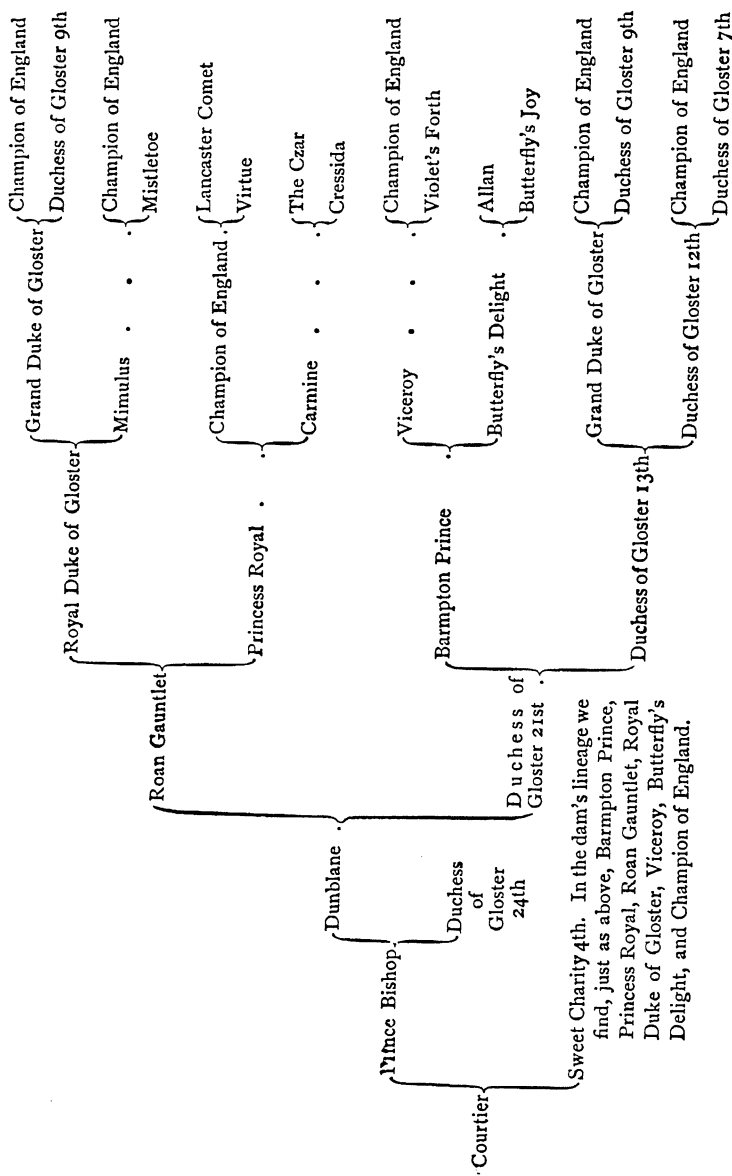 Champion of England
Grand Duke of Gloster
Duchess of Gloster 9th
Royal Duke of Gloster
Champion of England
Mimulus . . .
Mistletoe
Roan Gauntlet
Lancaster Comet
Champion of England .
Virtue
Princess Royal . .
The Czar
Carmine . . .
Cressida
Dunblane .
Prince Bishop.
Duchess
of
Gloster
24th
Champion of England
Viceroy . . .
Violet's Forth
Barmpton Prince .
Allan
Butterfly's Delight .
Butterfly's Joy
Duchess of
Gloster 21st .
Champion of England
Grand Duke of Gloster
Duchess of Gloster 9th
Duchess of Gloster 13th
Champion of England
Duchess of Gloster 12th
Duchess of Gloster 7th
Courtier
Sweet Charity 4th. In the dam's lineage we
find, just as above, Barmpton Prince,
Princess Royal, Roan Gauntlet, Royal
Duke of Gloster, Viceroy, Butterfly's
Delight, and Champion of England.